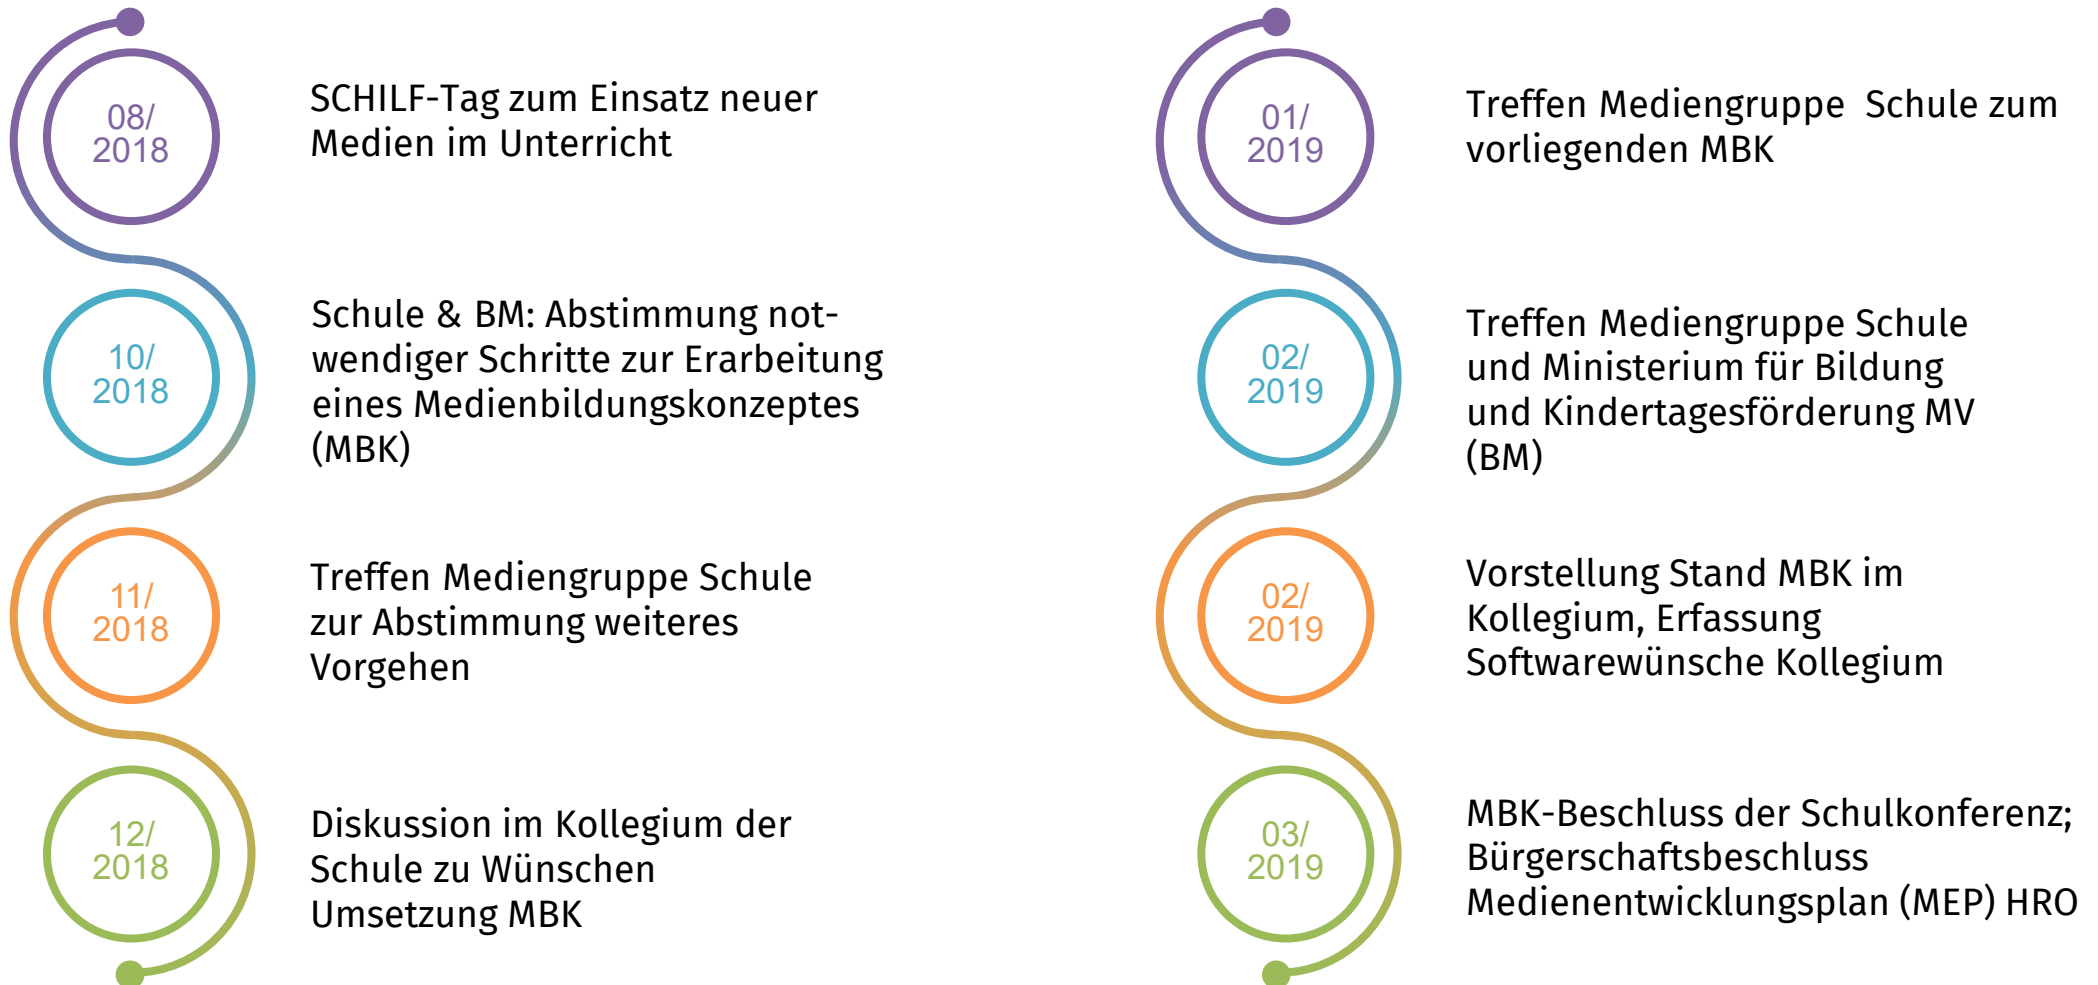 08/
2018
SCHILF-Tag zum Einsatz neuer
Medien im Unterricht
10/
2018
Schule & BM: Abstimmung not-
wendiger Schritte zur Erarbeitung
eines Medienbildungskonzeptes
(MBK)
11/
2018
Treffen Mediengruppe Schule
zur Abstimmung weiteres
Vorgehen
12/
2018
Diskussion im Kollegium der
Schule zu Wünschen
Umsetzung MBK
01/
2019
Treffen Mediengruppe  Schule zum
vorliegenden MBK
02/
2019
Treffen Mediengruppe Schule
und Ministerium für Bildung
und Kindertagesförderung MV
(BM)
02/
2019
Vorstellung Stand MBK im
Kollegium, Erfassung
Softwarewünsche Kollegium
03/
2019
MBK-Beschluss der Schulkonferenz;
Bürgerschaftsbeschluss
Medienentwicklungsplan (MEP) HRO